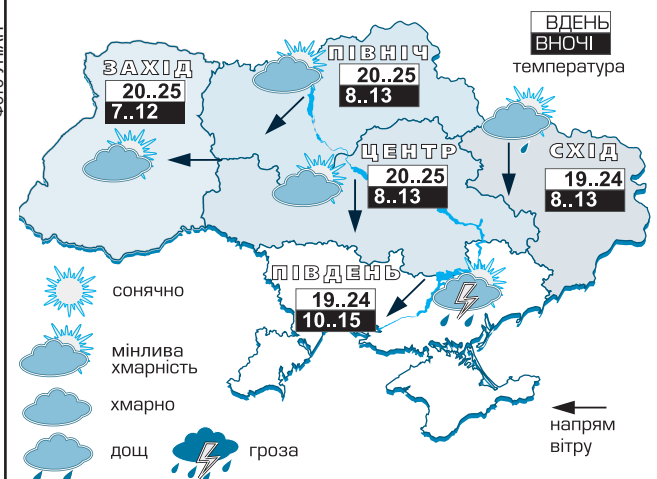 ВДЕНЬ
ВНОЧІ
температура
ПІВНІЧ
20..25
8..13
ЗАХІД
20..25
7..12
ЦЕНТР
20..25
8..13
СХІД
19..24
8..13
ПІВДЕНЬ
19..24
10..15
сонячно
мінлива
хмарність
хмарно
дощ
гроза
напрям
вітру